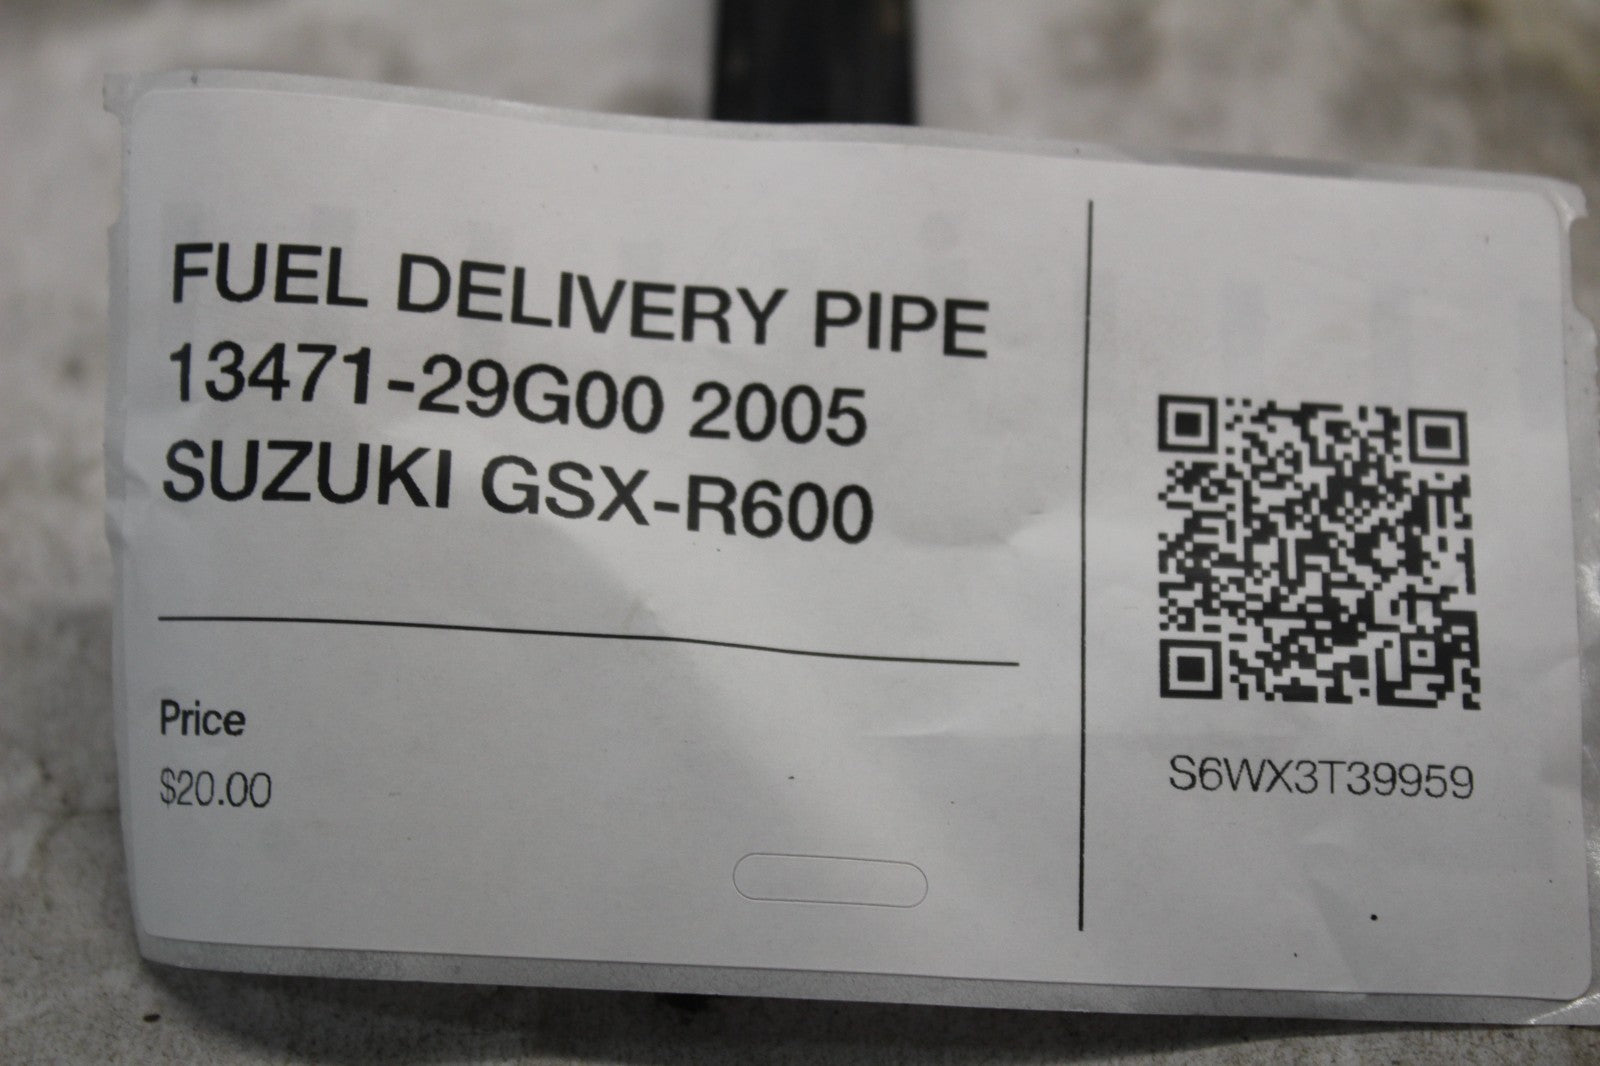 FUEL DELIVERY PIPE
13471-29G00 2005
SUZUKI GSX-R600
Price
$20.00
S6WX3T39959